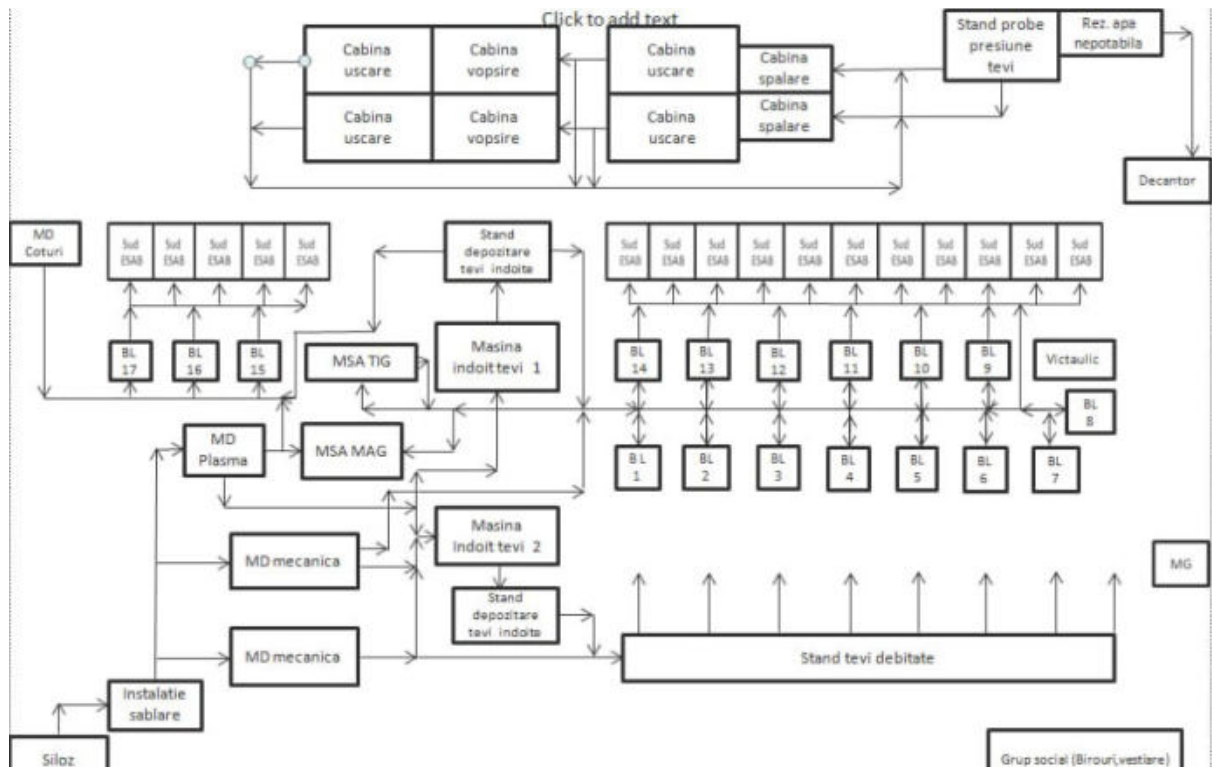 Click to add text
Cabina
uscare
Cabina
vopsire
Cabina
uscare
Cabina
spalare
Stand probe
presiune
tevi
Rez. apa
nepotabila
Cabina
uscare
Cabina
vopsire
Cabina
uscare
Cabina
spalare
Decantor
MD
Coturi
Sud
ESAB
Sud
ESAB
Sud
ESAB
Sud
ESAB
Sud
ESAB
Stand
depozitare
tevi indoite
Sud
ESAB
Sud
ESAB
Sud
ESAB
Sud
ESAB
Sud
ESAB
Sud
ESAB
Sud
ESAB
Sud
ESAB
Sud
ESAB
Sud
ESAB
Sud
ESAB
BL
17
BL
16
BL
15
MSA TIG
Masina
indoit tevi 1
BL
14
BL
13
BL
12
BL
11
BL
10
BL
9
Victaulic
BL
8
MD
Plasma
MSA MAG
BL
1
BL
2
BL
3
BL
4
BL
5
BL
6
BL
7
Masina
Indoit tevi 2
MD mecanica
MG
Stand
depozitare
tevi indoite
MD mecanica
Stand tevi debitate
Instalatie
sablare
Siloz
Grup social (Birouri,vestiare)